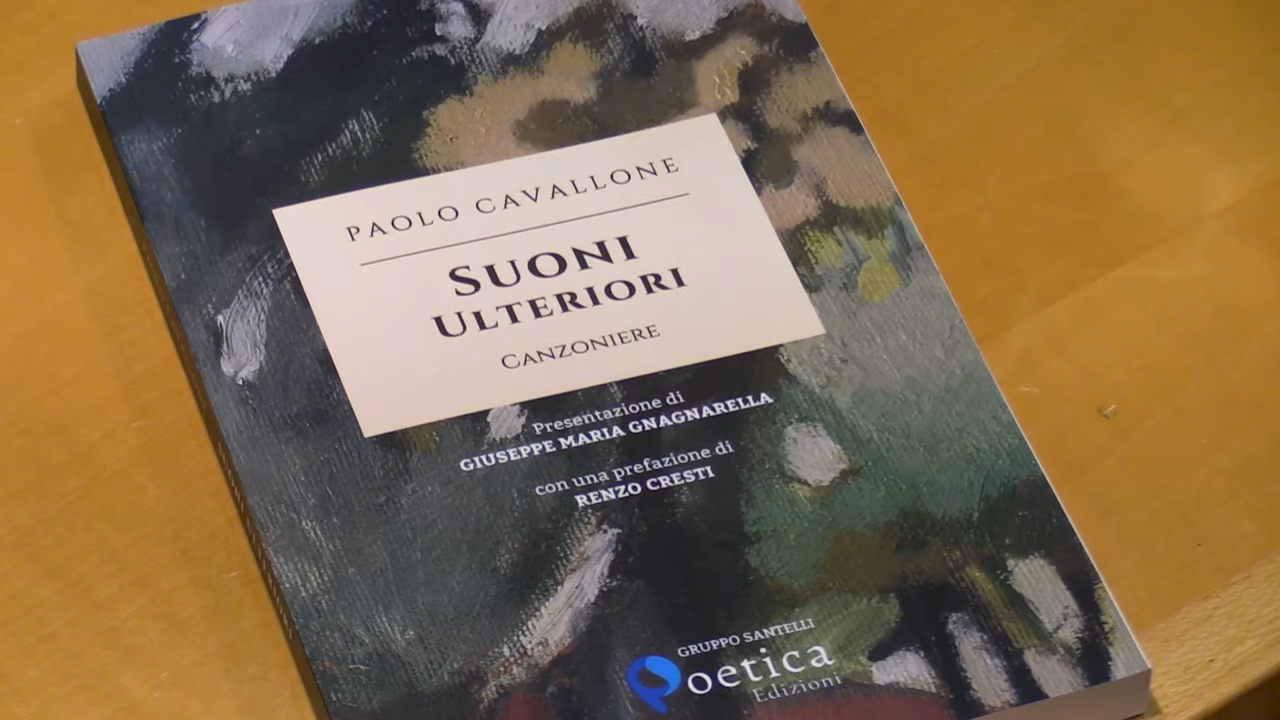 PAOLO CAVALLONE
SUONI
ULTERIORI
CANZONIERE
Presentazione di
GIUSEPPE MARIA GNAGNARELLA
con una prefazione di
RENZO CRESTI
GRUPPO SANTELLI
Poetica
Edizioni